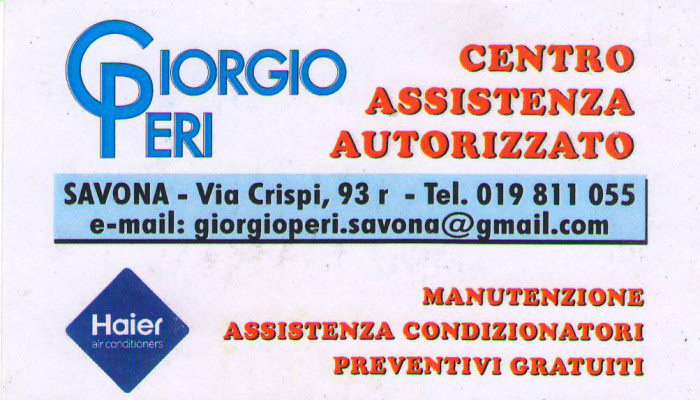 GIORGIO
PERI
CENTRO
ASSISTENZA
AUTORIZZATO
SAVONA - Via Crispi, 93 r - Tel. 019 811 055
e-mail: giorgioperi.savona@gmail.com
Haier
air conditioners
MANUTENZIONE
ASSISTENZA CONDIZIONATORI
PREVENTIVI GRATUITI